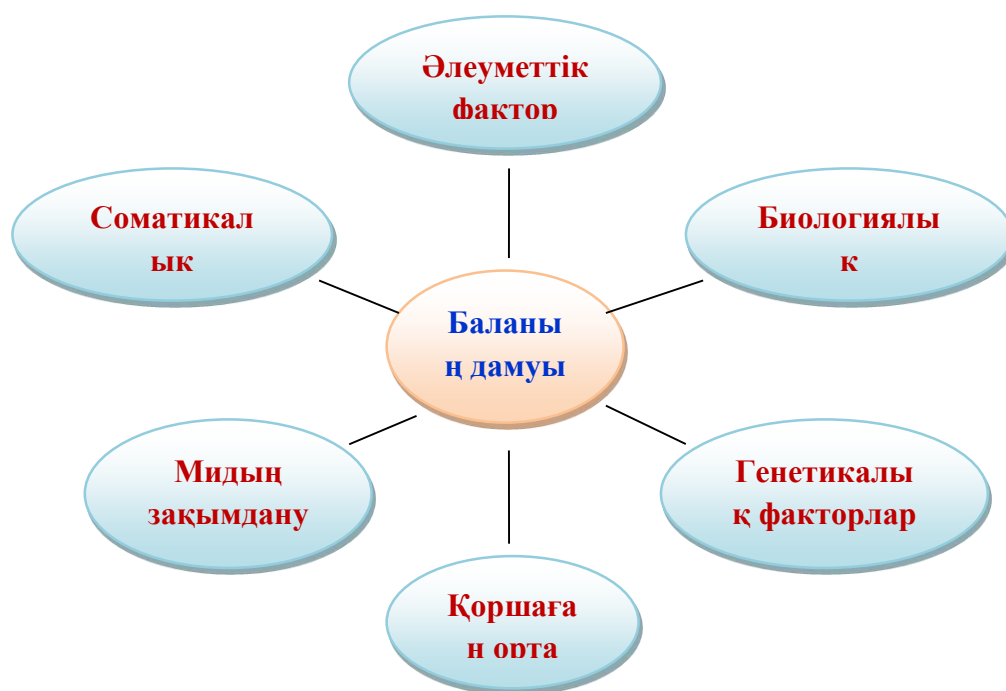 Әлеуметтік
фактор
Соматикал
ық
Биологиялы
қ
Баланы
ң дамуы
Мидың
зақымдану
Генетикалы
қ факторлар
Қоршаға
н орта